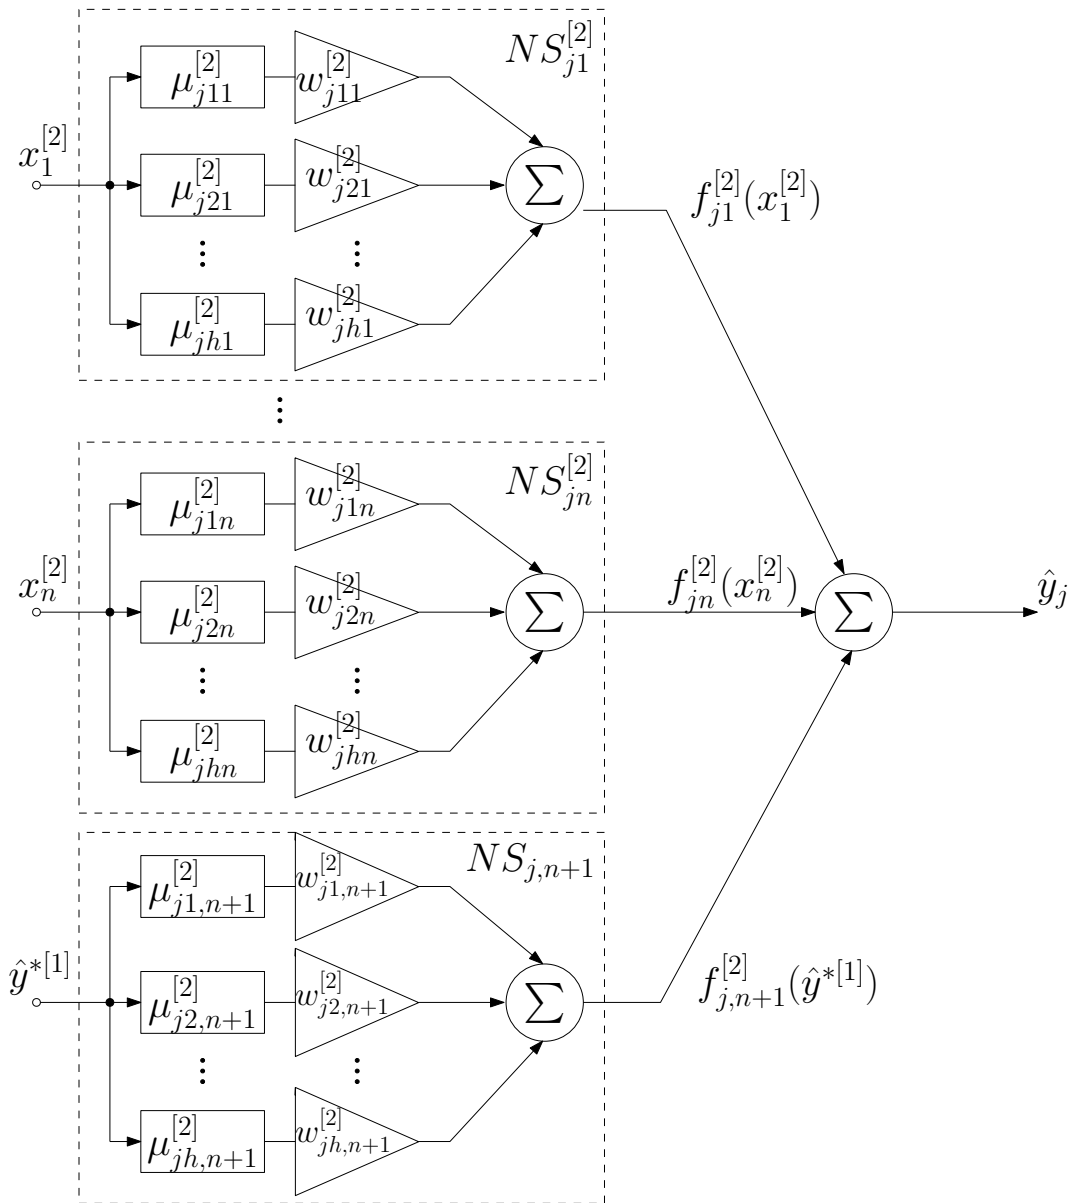 NS_{j1}^{[2]}
μ_{j11}^{[2]} w_{j11}^{[2]}
x_1^{[2]}
μ_{j21}^{[2]} w_{j21}^{[2]} Σ
f_{j1}^{[2]}(x_1^{[2]})
⋮ ⋮
μ_{jh1}^{[2]} w_{jh1}^{[2]}
⋮
NS_{jn}^{[2]}
μ_{j1n}^{[2]} w_{j1n}^{[2]}
x_n^{[2]}
μ_{j2n}^{[2]} w_{j2n}^{[2]} Σ
f_{jn}^{[2]}(x_n^{[2]})
Σ
ŷ_j
⋮ ⋮
μ_{jhn}^{[2]} w_{jhn}^{[2]}
NS_{j,n+1}
μ_{j1,n+1}^{[2]} w_{j1,n+1}^{[2]}
ŷ^{*[1]}
μ_{j2,n+1}^{[2]} w_{j2,n+1}^{[2]} Σ
f_{j,n+1}^{[2]}(ŷ^{*[1]})
⋮ ⋮
μ_{jh,n+1}^{[2]} w_{jh,n+1}^{[2]}